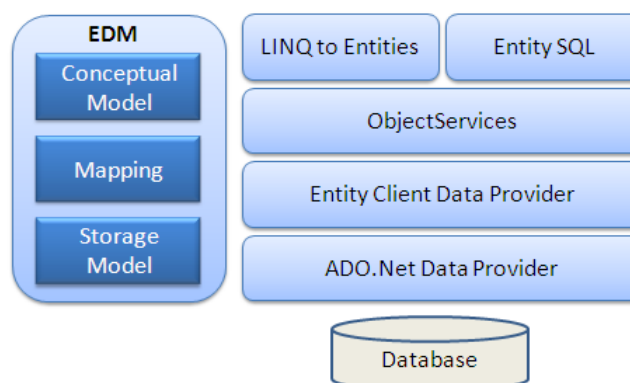 EDM
Conceptual
Model
Mapping
Storage
Model
LINQ to Entities
Entity SQL
ObjectServices
Entity Client Data Provider
ADO.Net Data Provider
Database